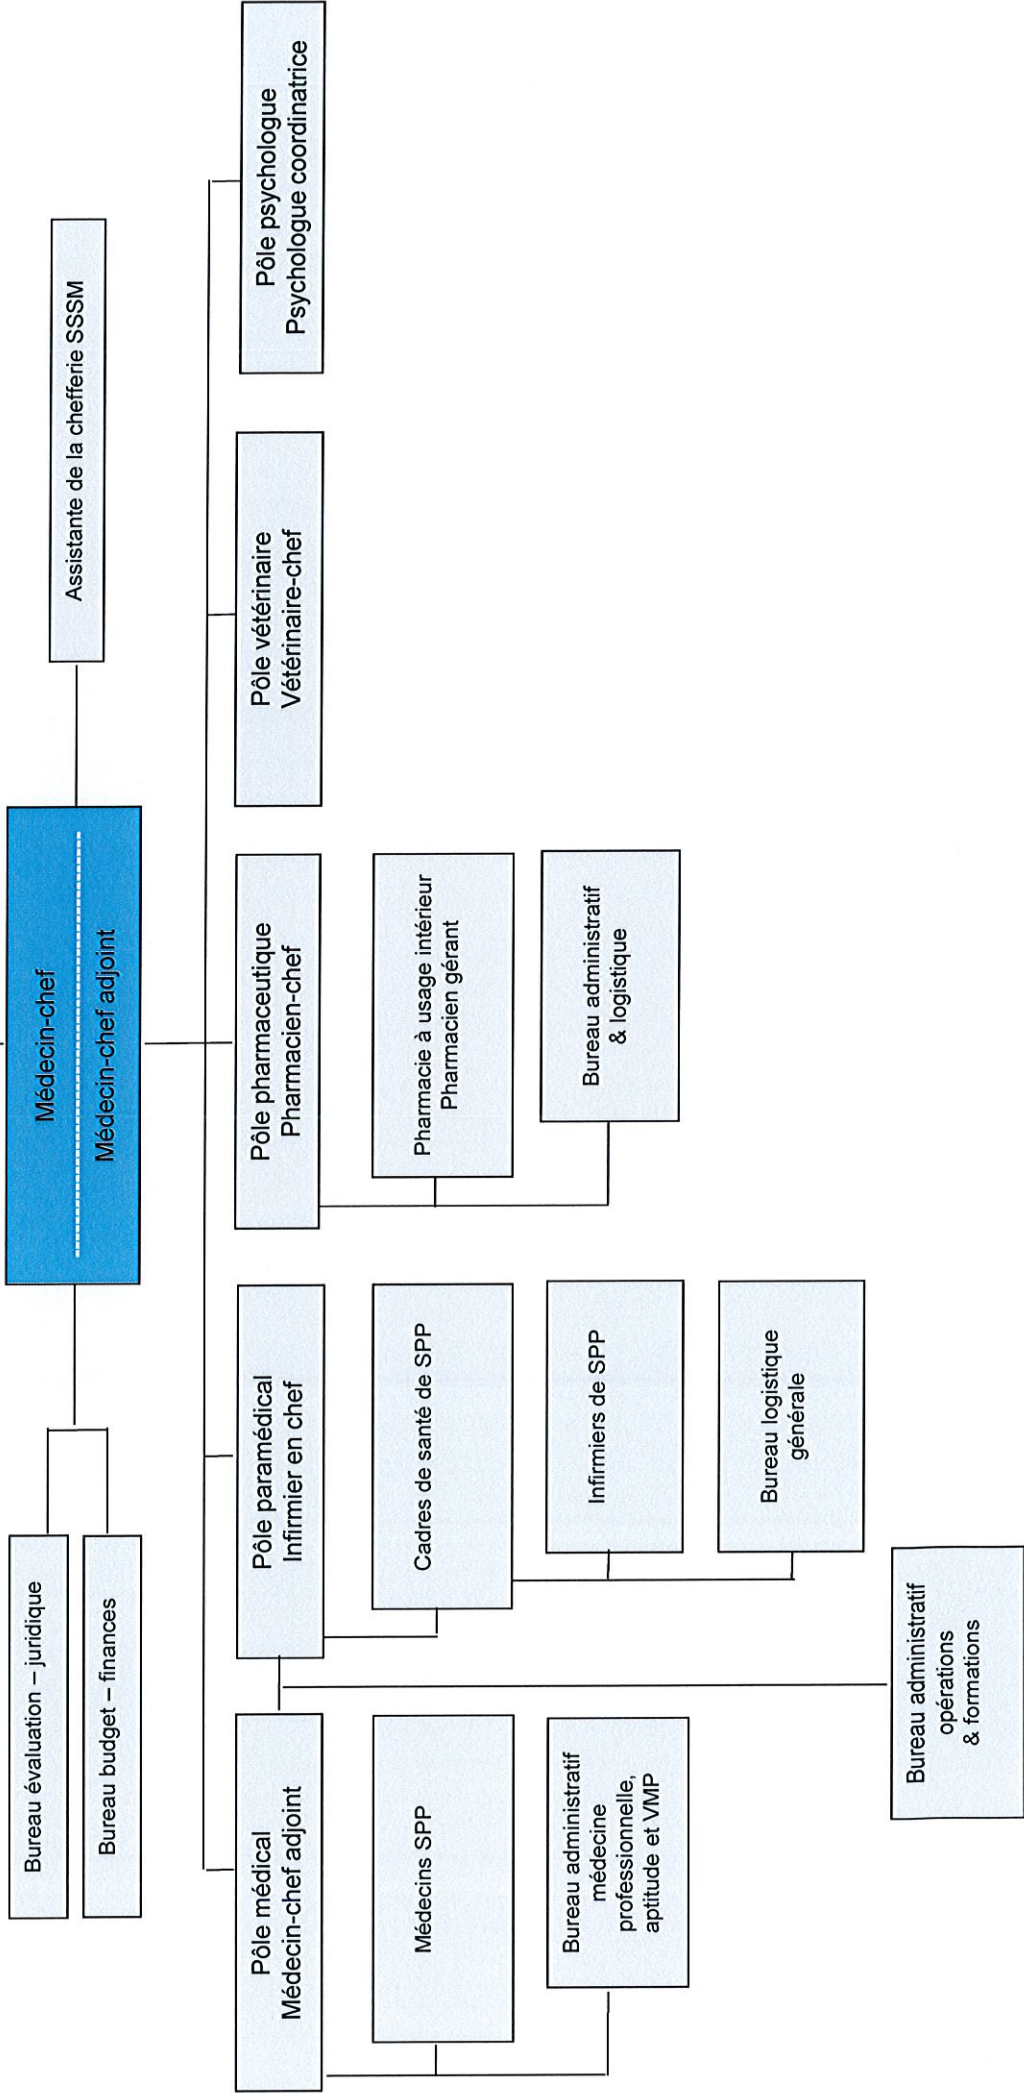 Médecin-chef
Médecin-chef adjoint
Bureau évaluation – juridique
Bureau budget – finances
Assistante de la chefferie SSSM
Pôle médical
Médecin-chef adjoint
Médecins SPP
Bureau administratif
médecine
professionnelle,
aptitude et VMP
Pôle paramédical
Infirmier en chef
Cadres de santé de SPP
Infirmiers de SPP
Bureau logistique
générale
Bureau administratif
opérations
& formations
Pôle pharmaceutique
Pharmacien-chef
Pharmacie à usage intérieur
Pharmacien gérant
Bureau administratif
& logistique
Pôle vétérinaire
Vétérinaire-chef
Pôle psychologue
Psychologue coordinatrice